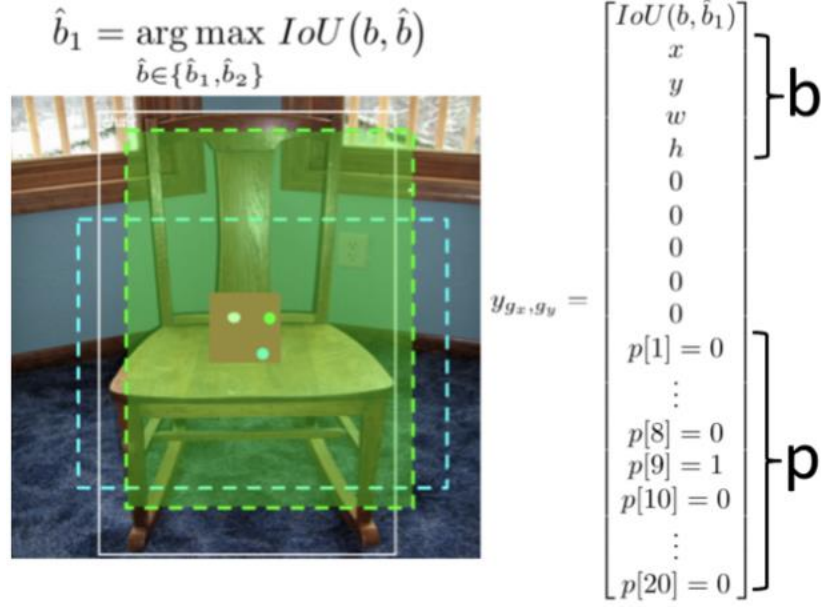 b̂₁ = arg max IoU(b, b̂)
b̂∈{b̂₁,b̂₂}
y_{g_x,g_y} =
IoU(b, b̂₁)
x
y
w
h
0
0
0
0
0
p[1] = 0
⋮
p[8] = 0
p[9] = 1
p[10] = 0
⋮
p[20] = 0
b
p